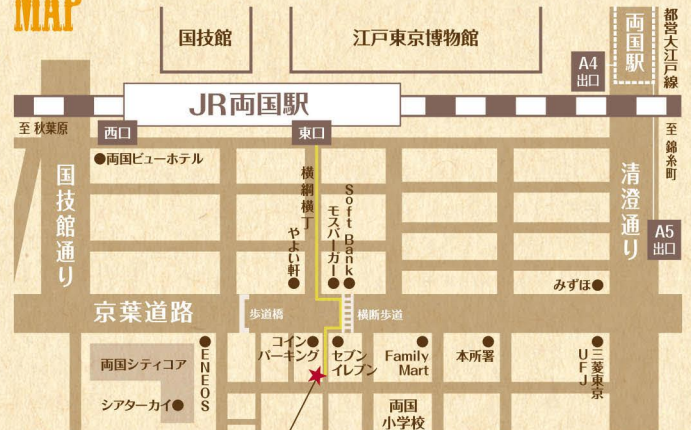 MAP
国技館
江戸東京博物館
両国駅
都営大江戸線
A4
出口
JR両国駅
至 秋葉原
西口
東口
至 錦糸町
●両国ビューホテル
国技館通り
横綱横丁
やよい軒●
モスバーガー●
Soft Bank●
清澄通り
A5
出口
みずほ●
京葉道路
歩道橋
横断歩道
両国シティコア
シアターカイ●
●ENEOS
コイン●
パーキング
●セブン
イレブン
Family
Mart
本所署
●三菱東京
UFJ
両国
小学校